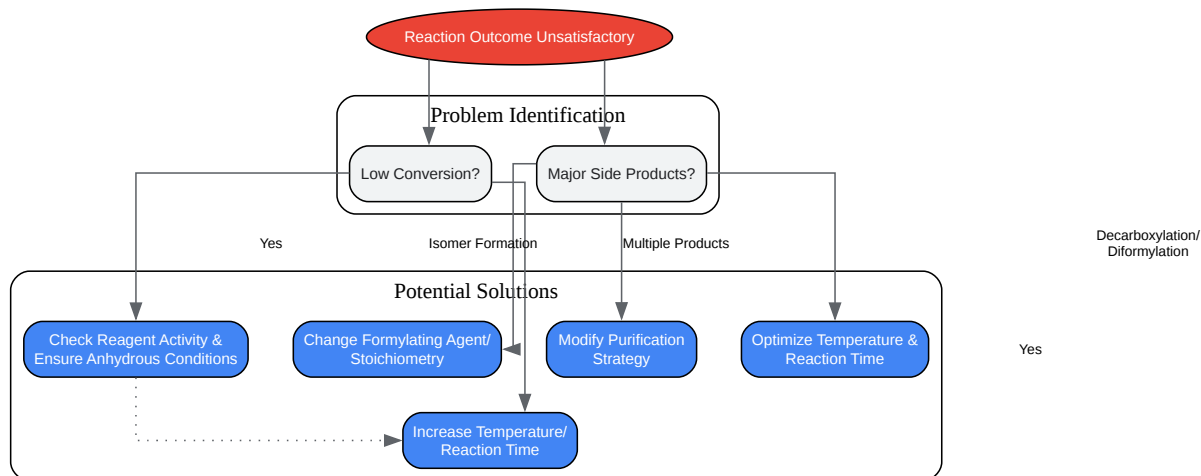 Reaction Outcome Unsatisfactory
Problem Identification
Low Conversion?
Major Side Products?
Yes
Isomer Formation
Multiple Products
Decarboxylation/
Diformylation
Potential Solutions
Check Reagent Activity &
Ensure Anhydrous Conditions
Change Formylating Agent/
Stoichiometry
Modify Purification
Strategy
Optimize Temperature &
Reaction Time
Yes
Increase Temperature/
Reaction Time